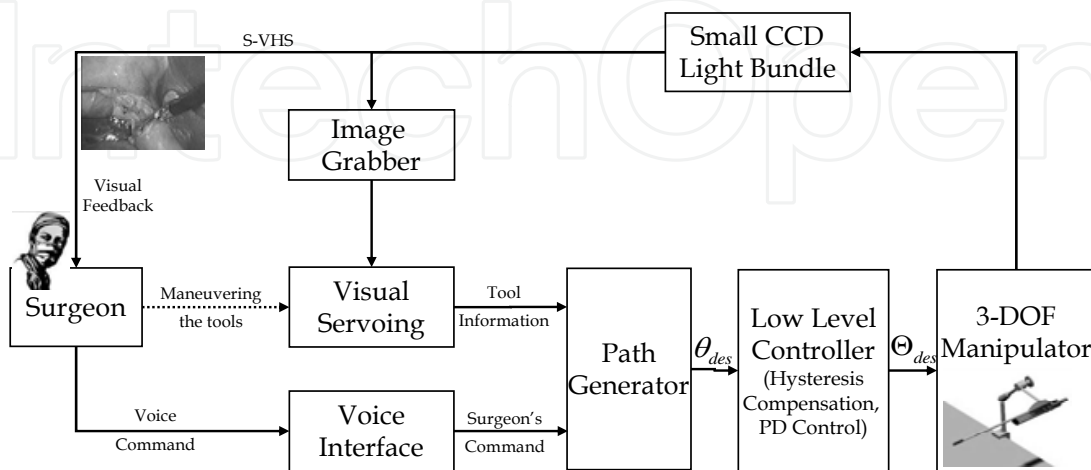 IntechOpen
S-VHS
Small CCD
Light Bundle
Image
Grabber
Visual
Feedback
Surgeon
Maneuvering
the tools
Visual
Servoing
Tool
Information
Path
Generator
θdes
Low Level
Controller
(Hysteresis
Compensation,
PD Control)
Θdes
3-DOF
Manipulator
Voice
Command
Voice
Interface
Surgeon's
Command